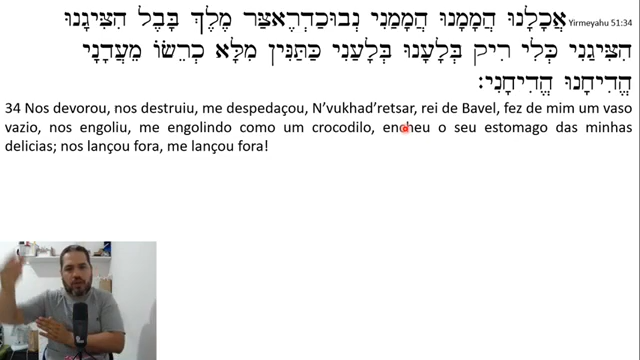 Yirmeyahu 51:34 אֲכָלָנוּ הֲמָמָנוּ הֲמָמַנִי נְבוּכַדְרֶאצַּר מֶלֶךְ בָּבֶל הִצִּיגָנוּ
הִצִּיגַנִי כְּלִי רִיק בְּלָעָנוּ בְּלָעַנִי כַּתַּנִּין מִלָּא כְרֵשׂוֹ מֵעֲדָנָי
הֱדִיחָנוּ הֱדִיחָנִי׃
34 Nos devorou, nos destruiu, me despedaçou, N’vukhad’retsar, rei de Bavel, fez de mim um vaso
vazio, nos engoliu, me engolindo como um crocodilo, encheu o seu estomago das minhas
delicias; nos lançou fora, me lançou fora!